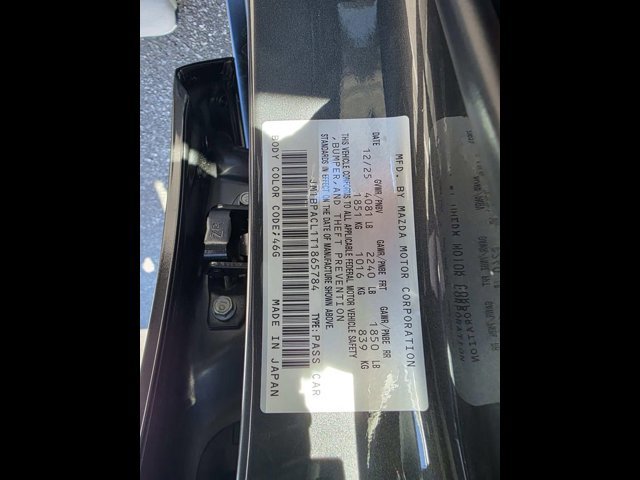 MFD. BY MAZDA MOTOR CORPORATION
DATE GVWR/PNBV GAWR/PNBE FRT GAWR/PNBE RR
12/25 4081 LB 2240 LB 1850 LB
1851 KG 1016 KG 839 KG
THIS VEHICLE CONFORMS TO ALL APPLICABLE FEDERAL MOTOR VEHICLE SAFETY
,BUMPER,AND THEFT PREVENTION
STANDARDS IN EFFECT ON THE DATE OF MANUFACTURE SHOWN ABOVE.
JM1BPACL1T1865784 TYPE:PASS CAR
BODY COLOR CODE;46G MADE IN JAPAN